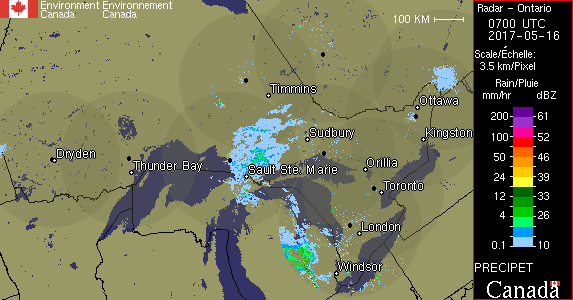 Environment Environnement
Canada Canada
100 KM
Timmins
Ottawa
Sudbury
Kingston
Dryden
Thunder Bay
Sault Ste. Marie
Orillia
Toronto
London
Windsor
Radar - Ontario
0700 UTC
2017-05-16
Scale/Échelle:
3.5 km/Pixel
Rain/Pluie
mm/hr dBZ
200 61
100 52
50 46
24 39
12 33
4 26
0.1 10
PRECIPET
Canada